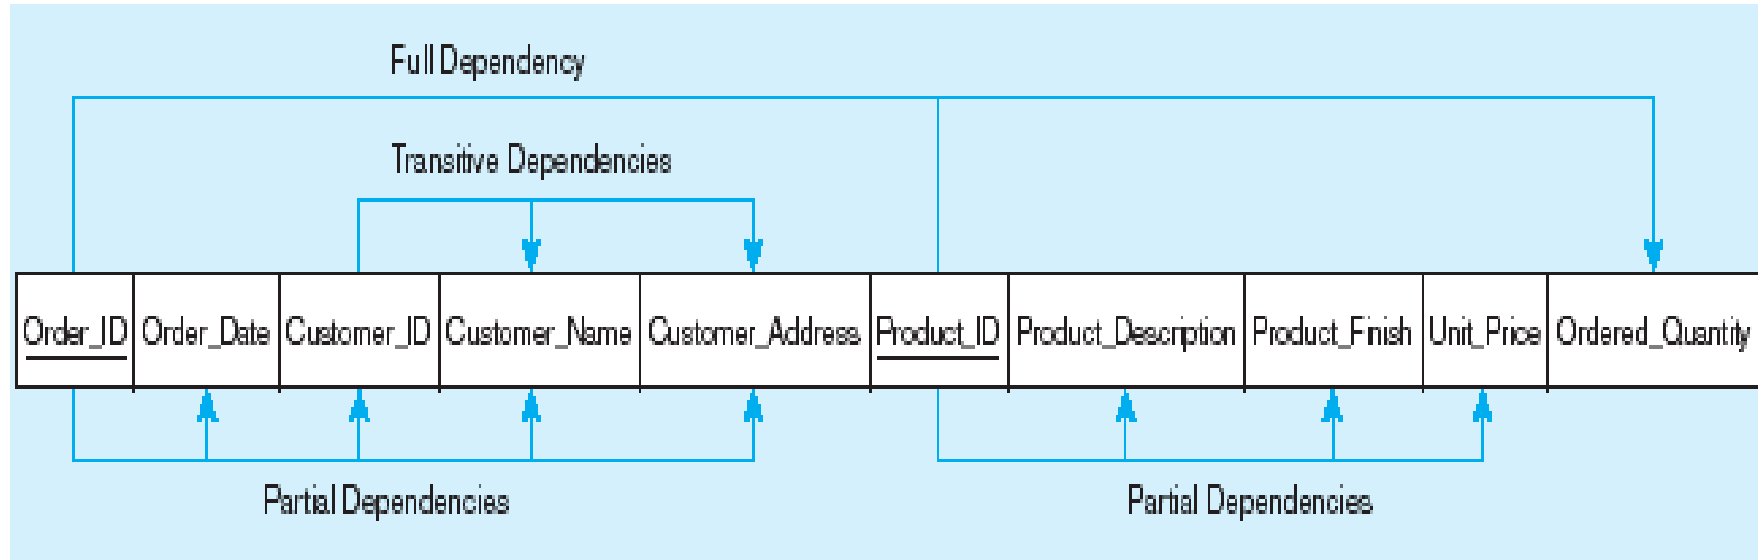 Full Dependency
Transitive Dependencies
Order_ID Order_Date Customer_ID Customer_Name Customer_Address Product_ID Product_Description Product_Finish Unit_Price Ordered_Quantity
Partial Dependencies Partial Dependencies